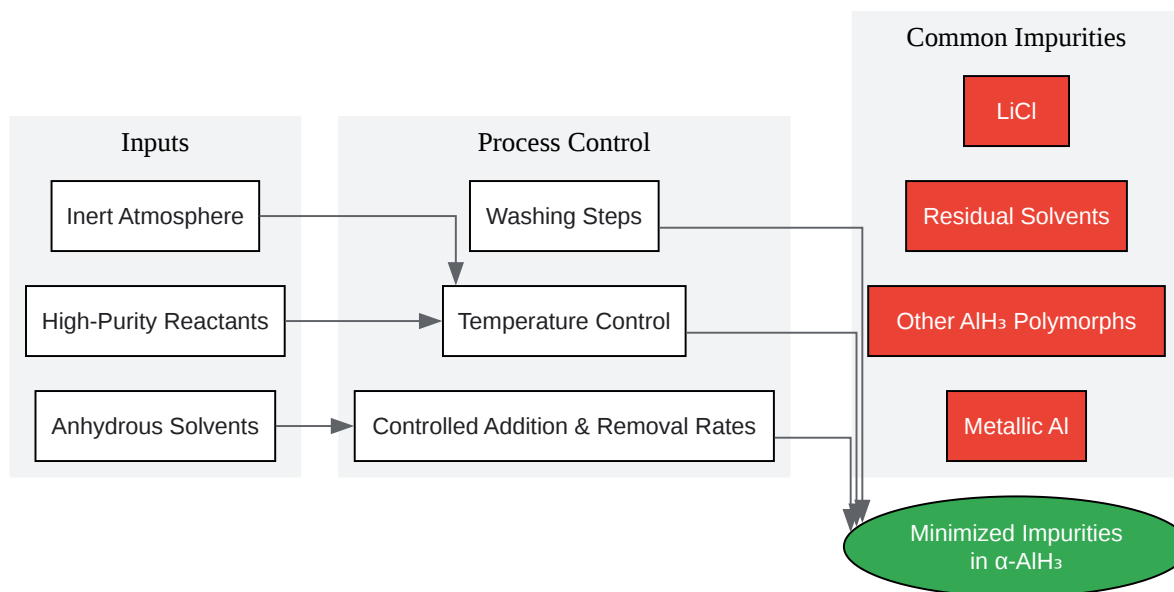 Inputs
Inert Atmosphere
High-Purity Reactants
Anhydrous Solvents
Process Control
Washing Steps
Temperature Control
Controlled Addition & Removal Rates
Common Impurities
LiCl
Residual Solvents
Other AlH₃ Polymorphs
Metallic Al
Minimized Impurities
in α-AlH₃